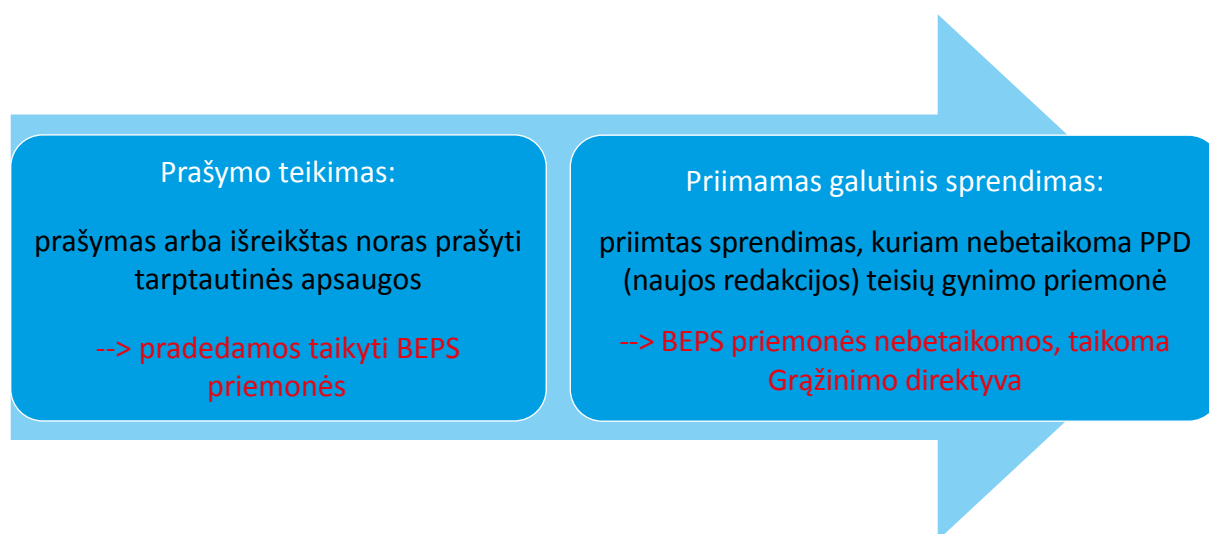 Prašymo teikimas:
prašymas arba išreikštas noras prašyti
tarptautinės apsaugos
--> pradedamos taikyti BEPS
priemonės
Priimamas galutinis sprendimas:
priimtas sprendimas, kuriam nebetaikoma PPD
(naujos redakcijos) teisių gynimo priemonė
--> BEPS priemonės nebetaikomos, taikoma
Grąžinimo direktyva